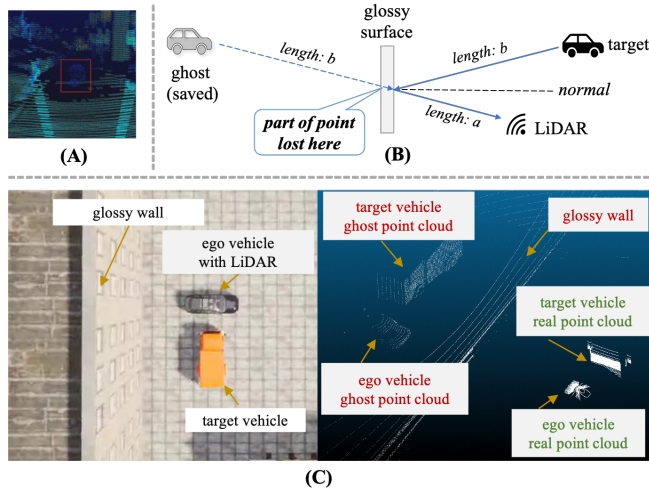 glossy
surface
length: b
ghost
(saved)
length: b
target
normal
part of point
lost here
length: a
LiDAR
(A)
(B)
glossy wall
ego vehicle
with LiDAR
target vehicle
target vehicle
ghost point cloud
glossy wall
target vehicle
real point cloud
ego vehicle
ghost point cloud
ego vehicle
real point cloud
(C)